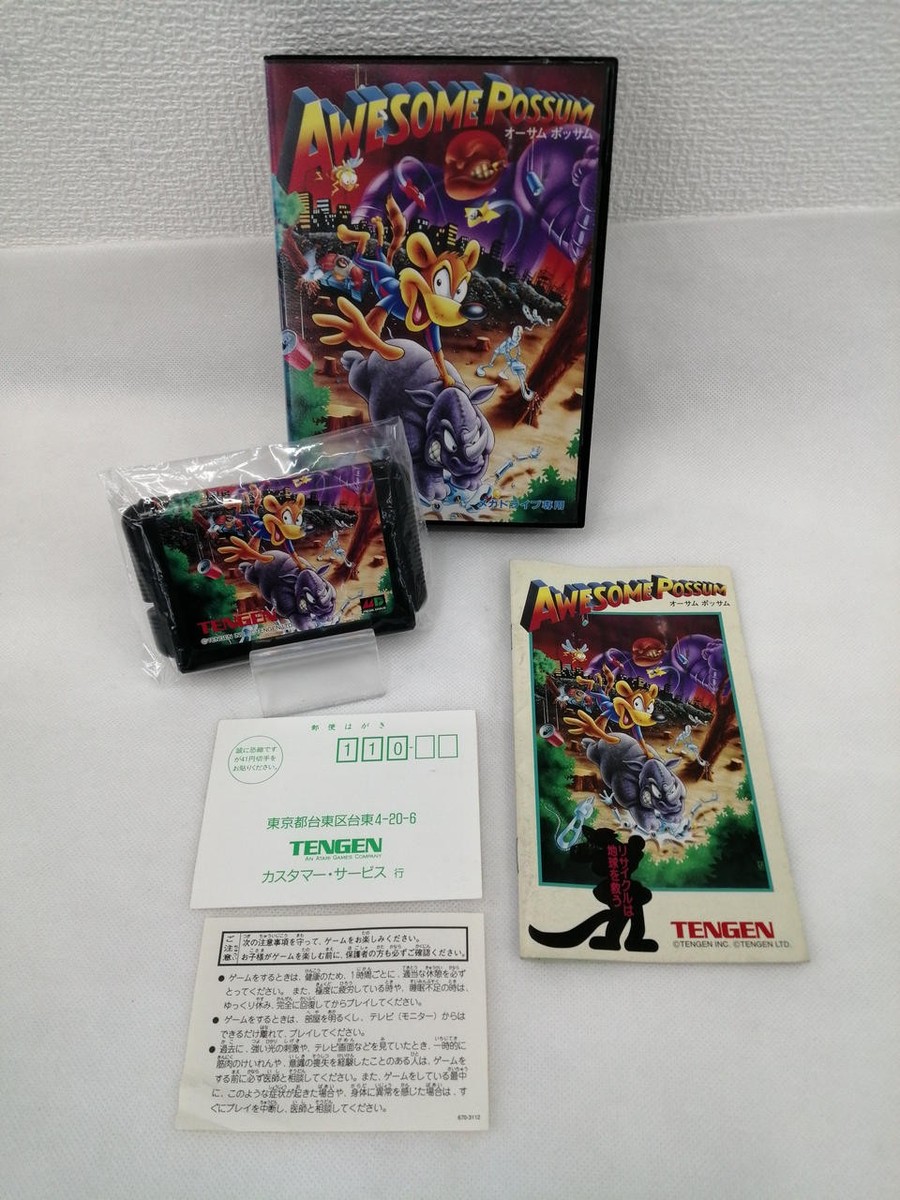 AWESOME POSSUM
オーサム ポッサム
メガドライブ専用
TENGEN
©TENGEN INC. ©TENGEN LTD.
MD
郵便はがき
誠に恐縮です
が41円切手を
お貼りください。
110-
東京都台東区台東4-20-6
TENGEN
AN ATARI GAMES COMPANY
カスタマー・サービス 行
AWESOME POSSUM
オーサム ポッサム
リサイクルは
地球を救う
TENGEN
©TENGEN INC. ©TENGEN LTD.
ご注意
次の注意事項を守って、ゲームをお楽しみください。
お子様がゲームを楽しむ前に、保護者の方も必ずご確認ください。
● ゲームをするときは、健康のため、1時間ごとに、適当な休憩を必ず
とってください。また、極度に疲労している時や、睡眠不足の時は、
ゆっくり休み、完全に回復してからプレイしてください。
● ゲームをするときは、部屋を明るくし、テレビ（モニター）からは
できるだけ離れて、プレイしてください。
● 過去に、強い光の刺激や、テレビ画面などを見ていたとき、一時的に
筋肉のけいれんや、意識の喪失を経験したことのある人は、ゲームを
する前に必ず医師と相談してください。また、ゲームをしている最中
に、このような症状が起きた場合や、身体に異常を感じた場合は、す
ぐにプレイを中断し、医師と相談してください。
670-3112